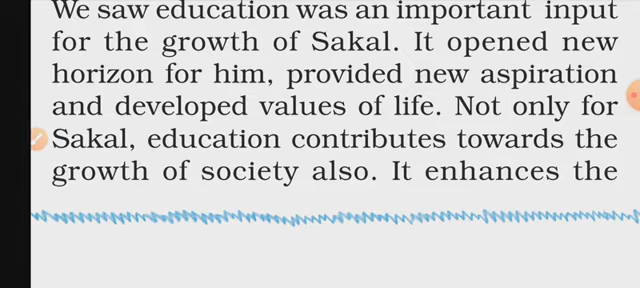 We saw education was an important input
for the growth of Sakal. It opened new
horizon for him, provided new aspiration
and developed values of life. Not only for
Sakal, education contributes towards the
growth of society also. It enhances the